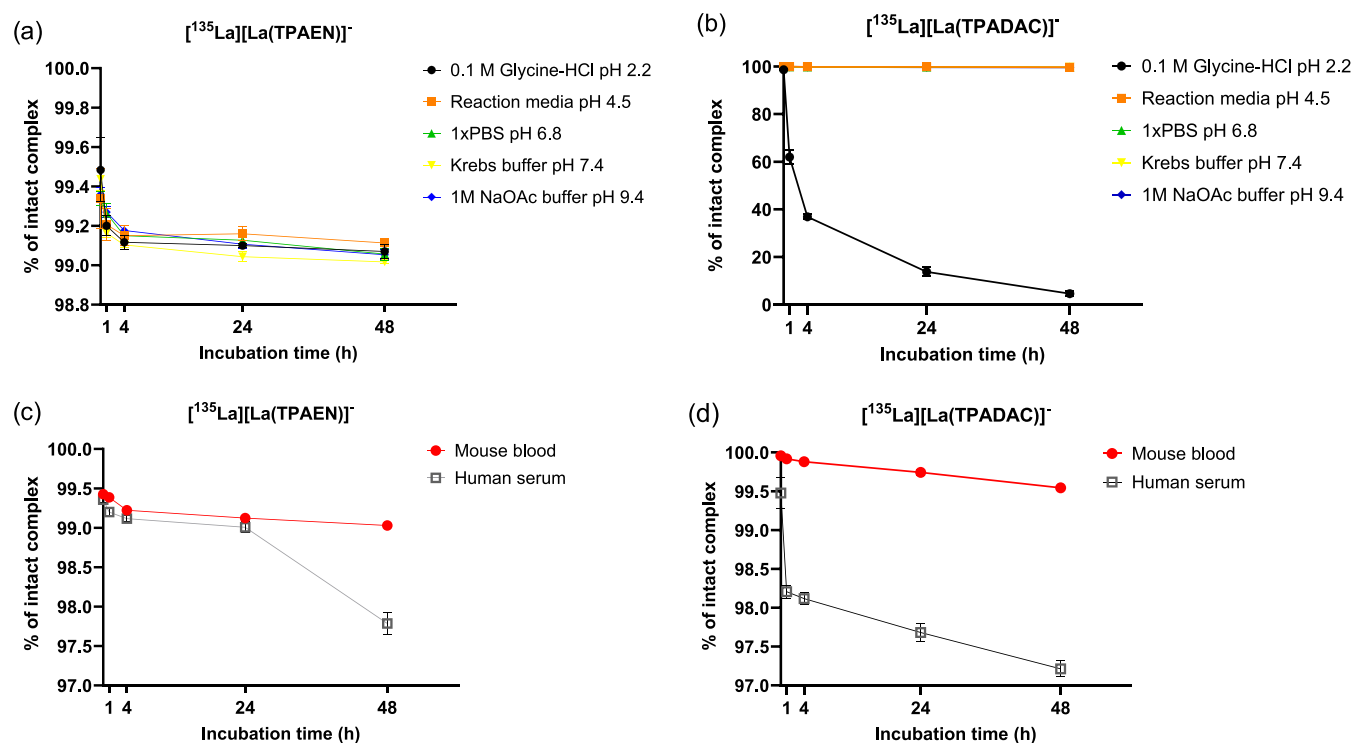 (a)
[¹³⁵La][La(TPAEN)]⁻
100.0
99.8
99.6
99.4
99.2
99.0
98.8
% of intact complex
1 4 24 48
Incubation time (h)
0.1 M Glycine-HCl pH 2.2
Reaction media pH 4.5
1xPBS pH 6.8
Krebs buffer pH 7.4
1M NaOAc buffer pH 9.4
(b)
[¹³⁵La][La(TPADAC)]⁻
100
80
60
40
20
0
% of intact complex
1 4 24 48
Incubation time (h)
0.1 M Glycine-HCl pH 2.2
Reaction media pH 4.5
1xPBS pH 6.8
Krebs buffer pH 7.4
1M NaOAc buffer pH 9.4
(c)
[¹³⁵La][La(TPAEN)]⁻
100.0
99.5
99.0
98.5
98.0
97.5
97.0
% of intact complex
1 4 24 48
Incubation time (h)
Mouse blood
Human serum
(d)
[¹³⁵La][La(TPADAC)]⁻
100.0
99.5
99.0
98.5
98.0
97.5
97.0
% of intact complex
1 4 24 48
Incubation time (h)
Mouse blood
Human serum